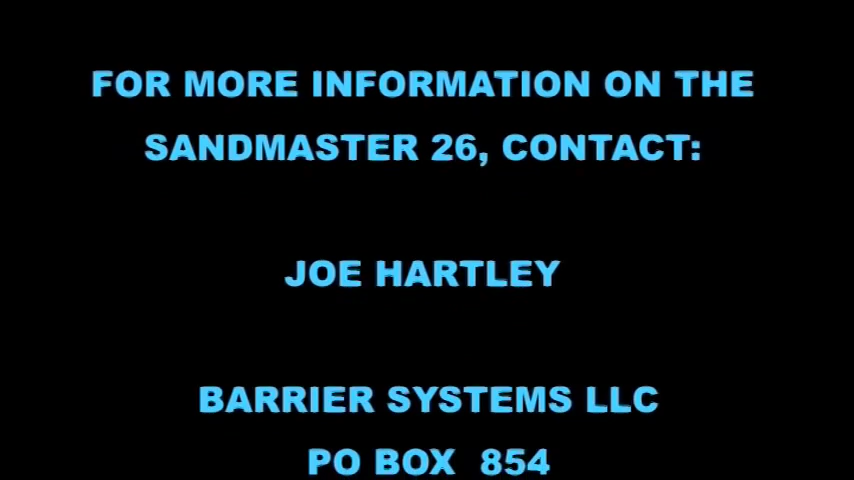 FOR MORE INFORMATION ON THE
SANDMASTER 26, CONTACT:
JOE HARTLEY
BARRIER SYSTEMS LLC
PO BOX 854